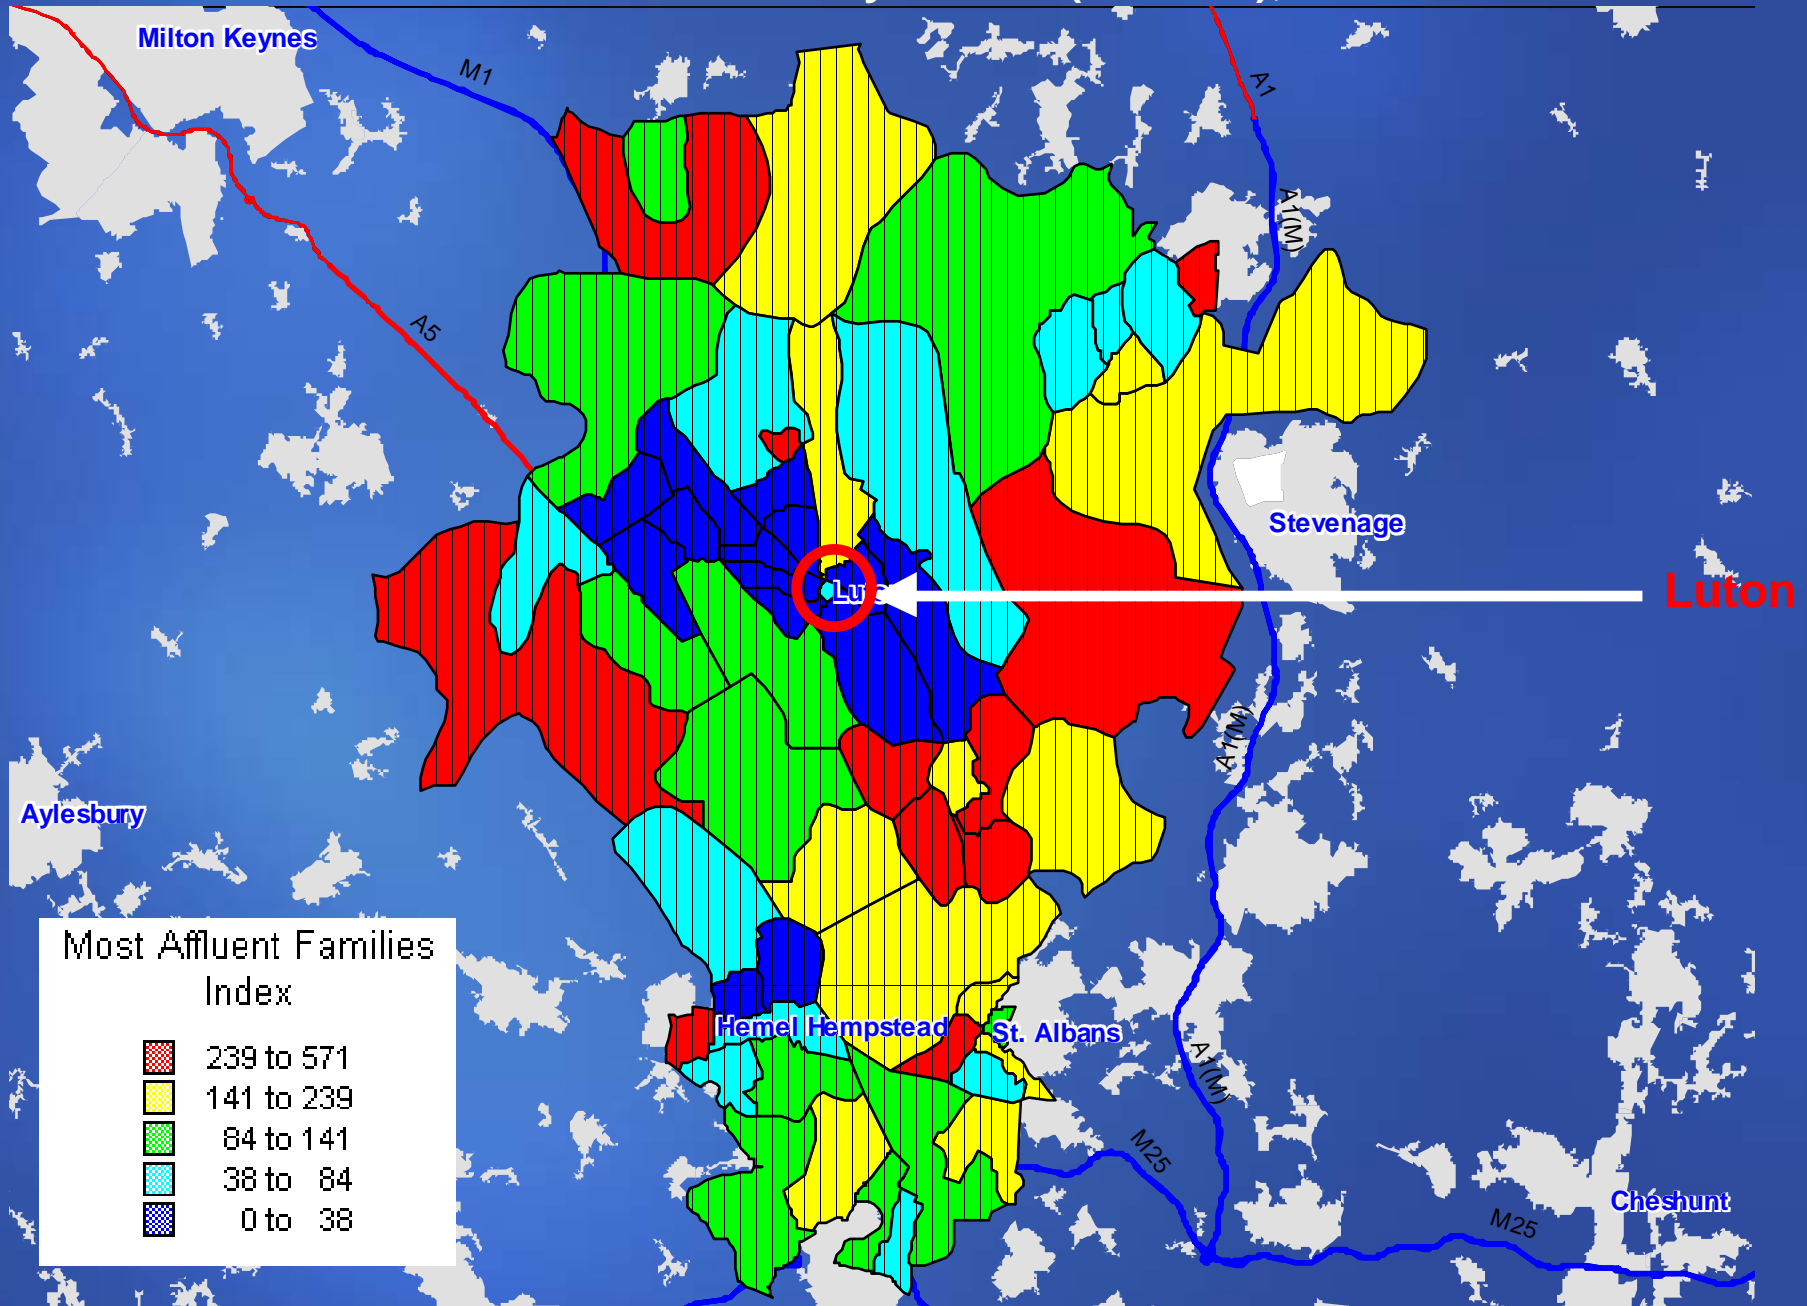 Milton Keynes
M1
A1
A1(M)
A5
Stevenage
Luton
Luto
A1(M)
Aylesbury
Most Affluent Families
Index
239 to 571
141 to 239
84 to 141
38 to 84
0 to 38
Hemel Hempstead
St. Albans
A1(M)
M25
Cheshunt
M25